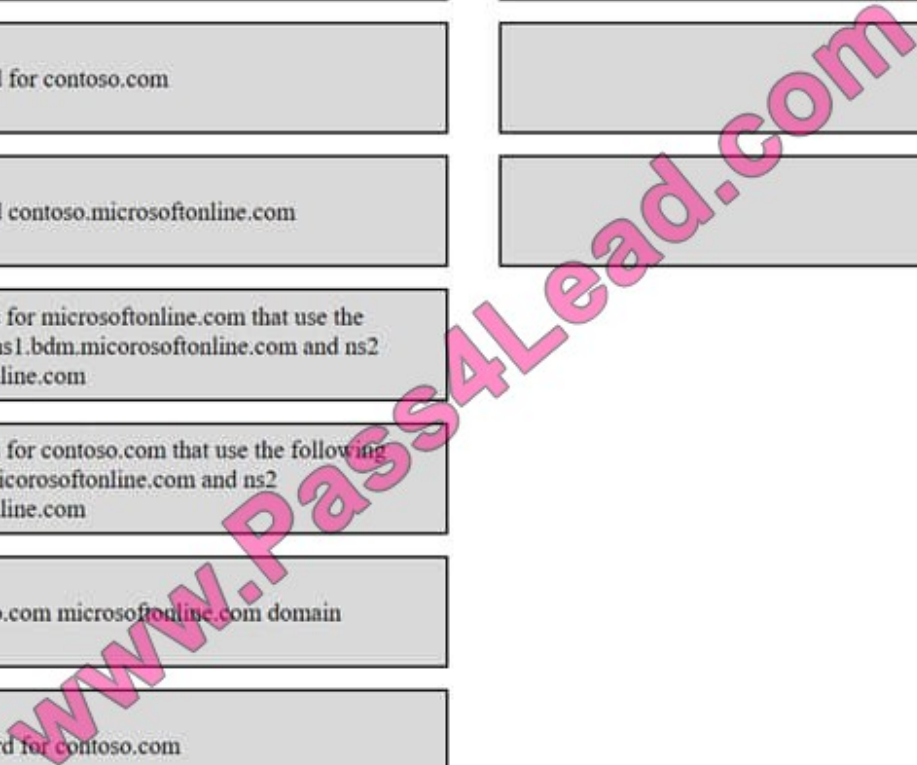 for contoso.com
contoso.microsoftonline.com
for microsoftonline.com that use the
ns1.bdm.micorosoftonline.com and ns2
line.com
for contoso.com that use the following
icorosoftonline.com and ns2
line.com
.com microsoftonline.com domain
rd for contoso.com
www.Pass4Lead.com